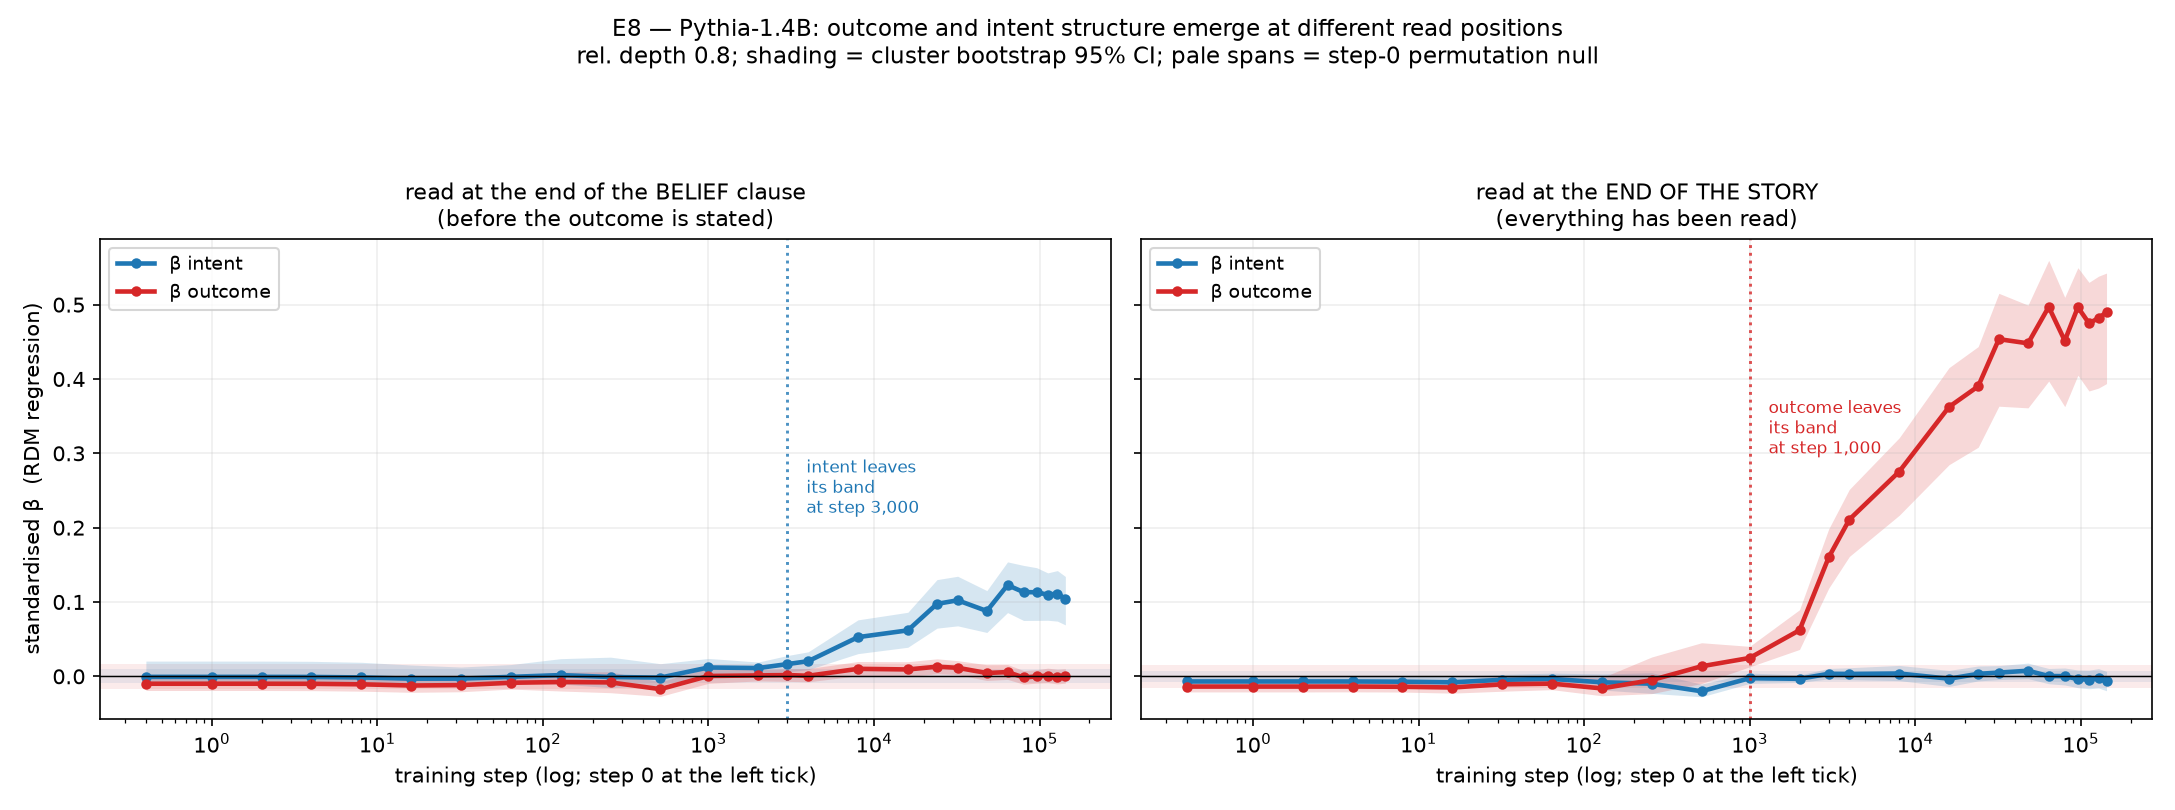 E8 — Pythia-1.4B: outcome and intent structure emerge at different read positions
rel. depth 0.8; shading = cluster bootstrap 95% CI; pale spans = step-0 permutation null
read at the end of the BELIEF clause
(before the outcome is stated)
β intent
β outcome
intent leaves
its band
at step 3,000
standardised β (RDM regression)
0.5
0.4
0.3
0.2
0.1
0.0
10⁰
10¹
10²
10³
10⁴
10⁵
training step (log; step 0 at the left tick)
read at the END OF THE STORY
(everything has been read)
β intent
β outcome
outcome leaves
its band
at step 1,000
10⁰
10¹
10²
10³
10⁴
10⁵
training step (log; step 0 at the left tick)